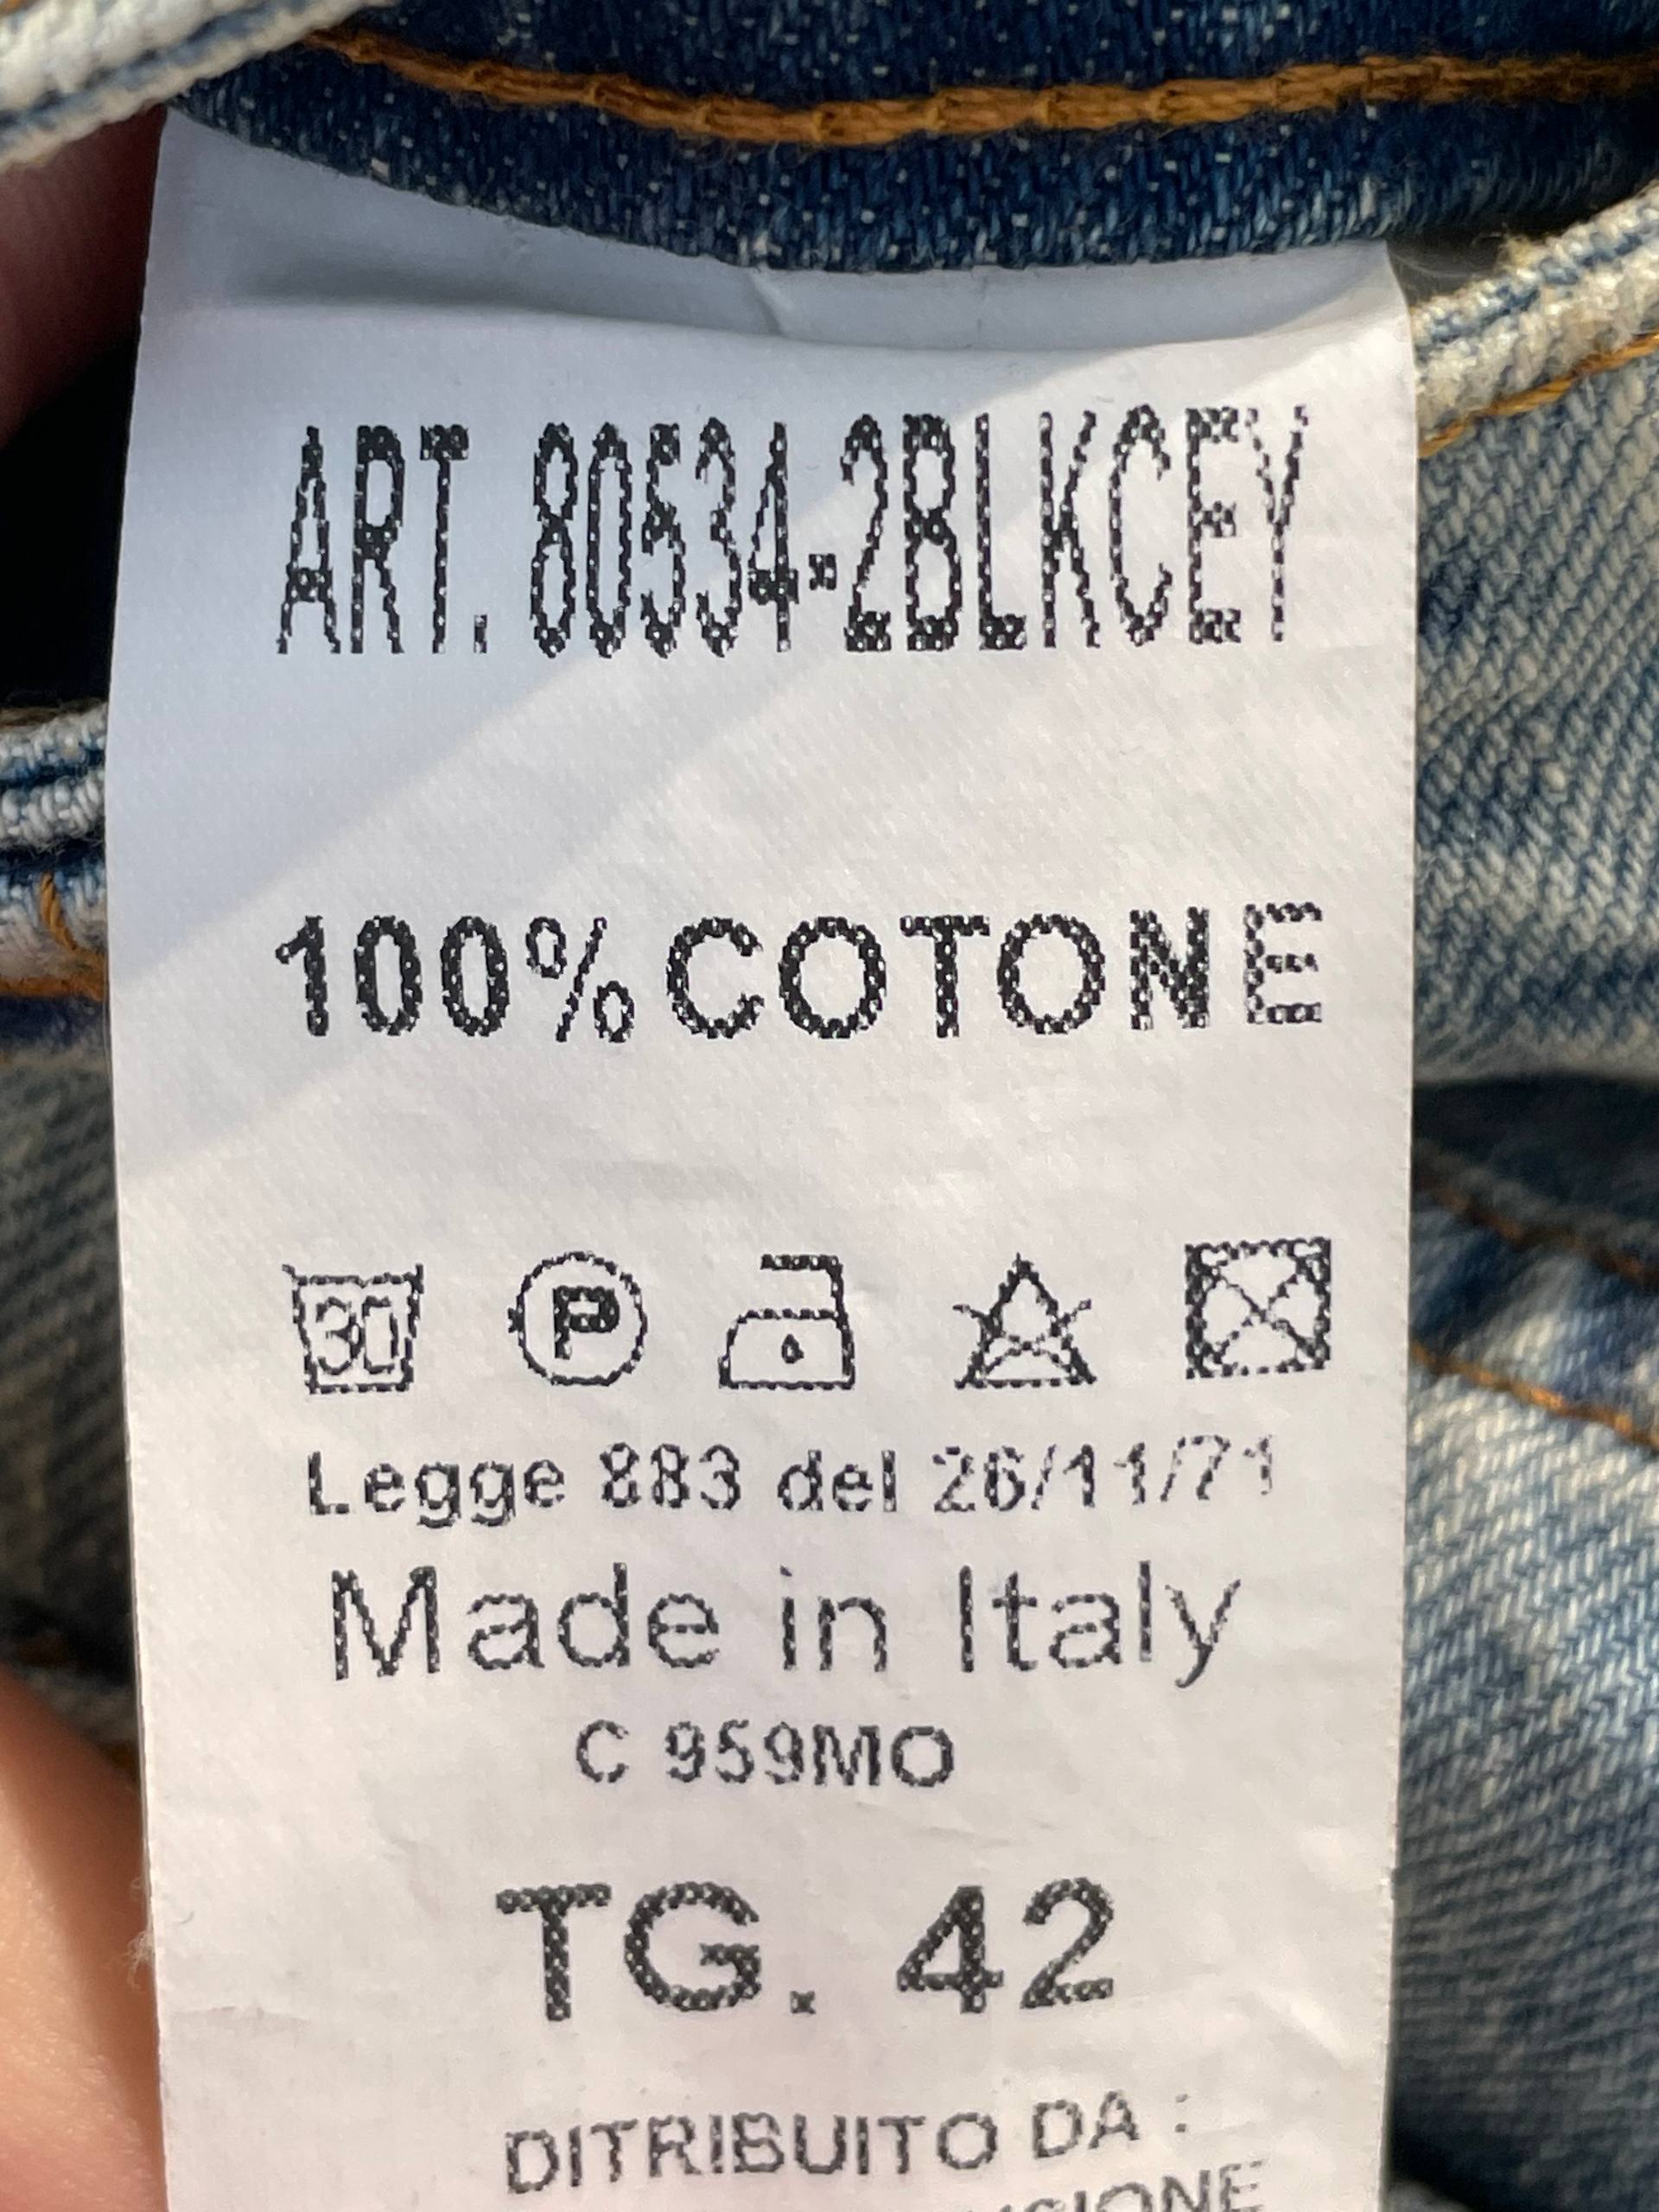 ART. 80534-2BLKCEY
100% COTONE
30 P
Legge 883 del 26/11/71
Made in Italy
C 959MO
TG. 42
DITRIBUITO DA :